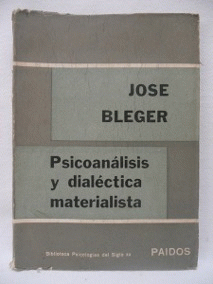 JOSE
BLEGER
Psicoanálisis
y dialéctica
materialista
Biblioteca Psicologías del Siglo XX
PAIDOS